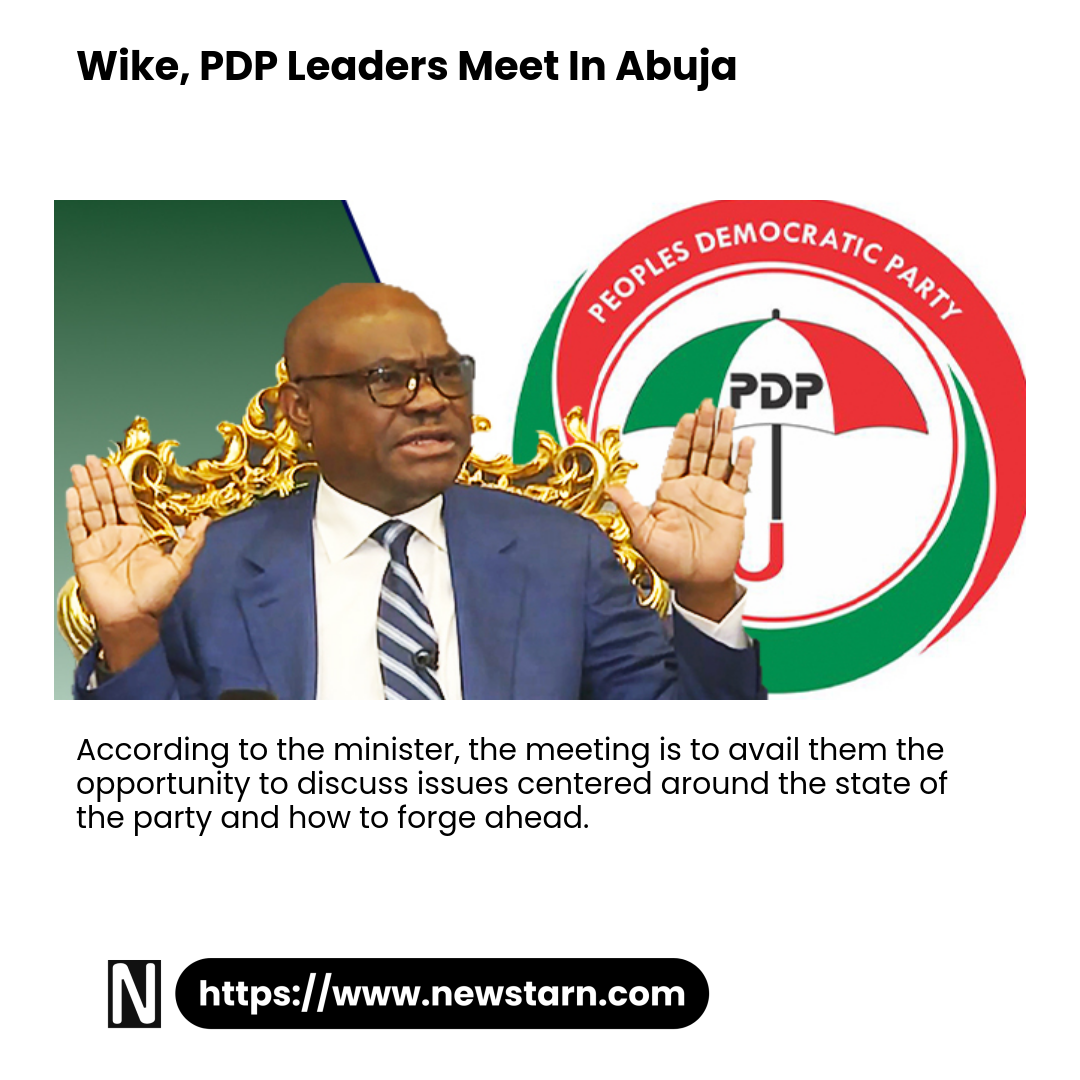 Wike, PDP Leaders Meet In Abuja
PEOPLES DEMOCRATIC PARTY
PDP
According to the minister, the meeting is to avail them the
opportunity to discuss issues centered around the state of
the party and how to forge ahead.
N https://www.newstarn.com